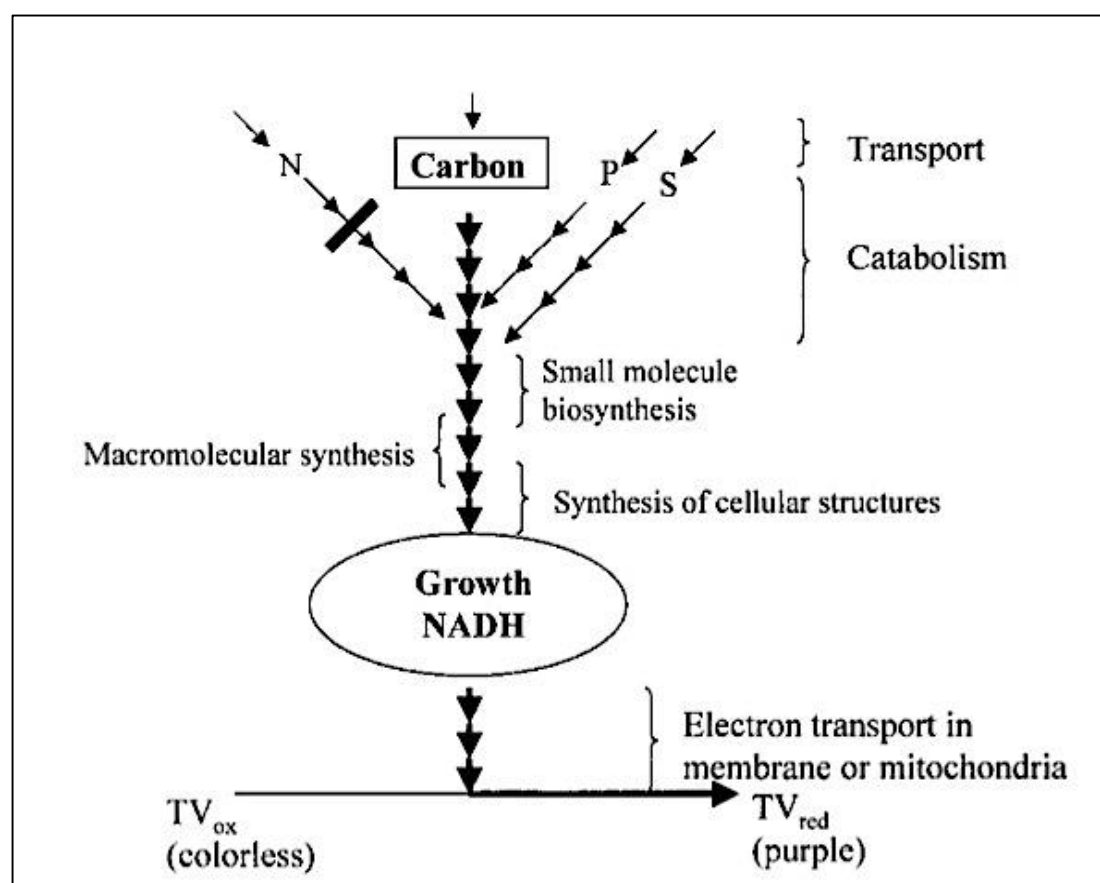 N
Carbon
P
S
Transport
Catabolism
Small molecule
biosynthesis
Macromolecular synthesis
Synthesis of cellular structures
Growth
NADH
Electron transport in
membrane or mitochondria
TVox
(colorless)
TVred
(purple)